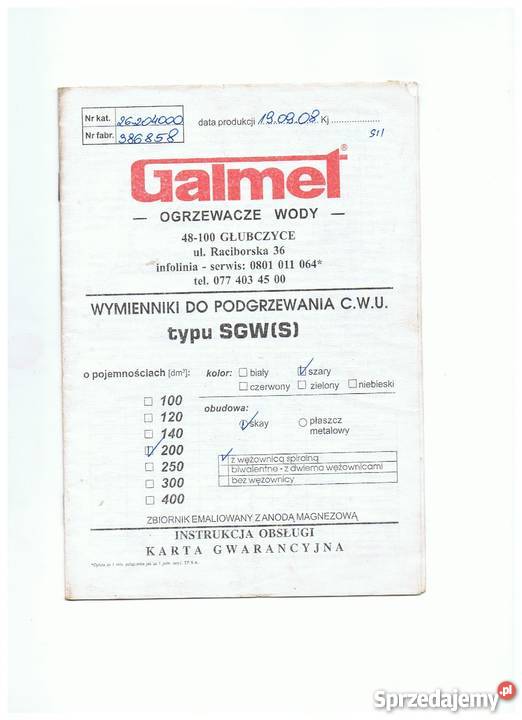 Nr kat. 26-204000
Nr fabr. 386858
data produkcji 19.09.08 Kj ....................
S11
Galmet®
— OGRZEWACZE WODY —
48-100 GŁUBCZYCE
ul. Raciborska 36
infolinia - serwis: 0801 011 064*
tel. 077 403 45 00
WYMIENNIKI DO PODGRZEWANIA C.W.U.
typu SGW(S)
o pojemnościach [dm³]:
100
120
140
200
250
300
400
kolor: biały szary
czerwony zielony niebieski
obudowa:
skay płaszcz metalowy
z wężownicą spiralną
biwalentne - z dwiema wężownicami
bez wężownicy
ZBIORNIK EMALIOWANY Z ANODĄ MAGNEZOWĄ
INSTRUKCJA OBSŁUGI
KARTA GWARANCYJNA
Sprzedajemy.pl